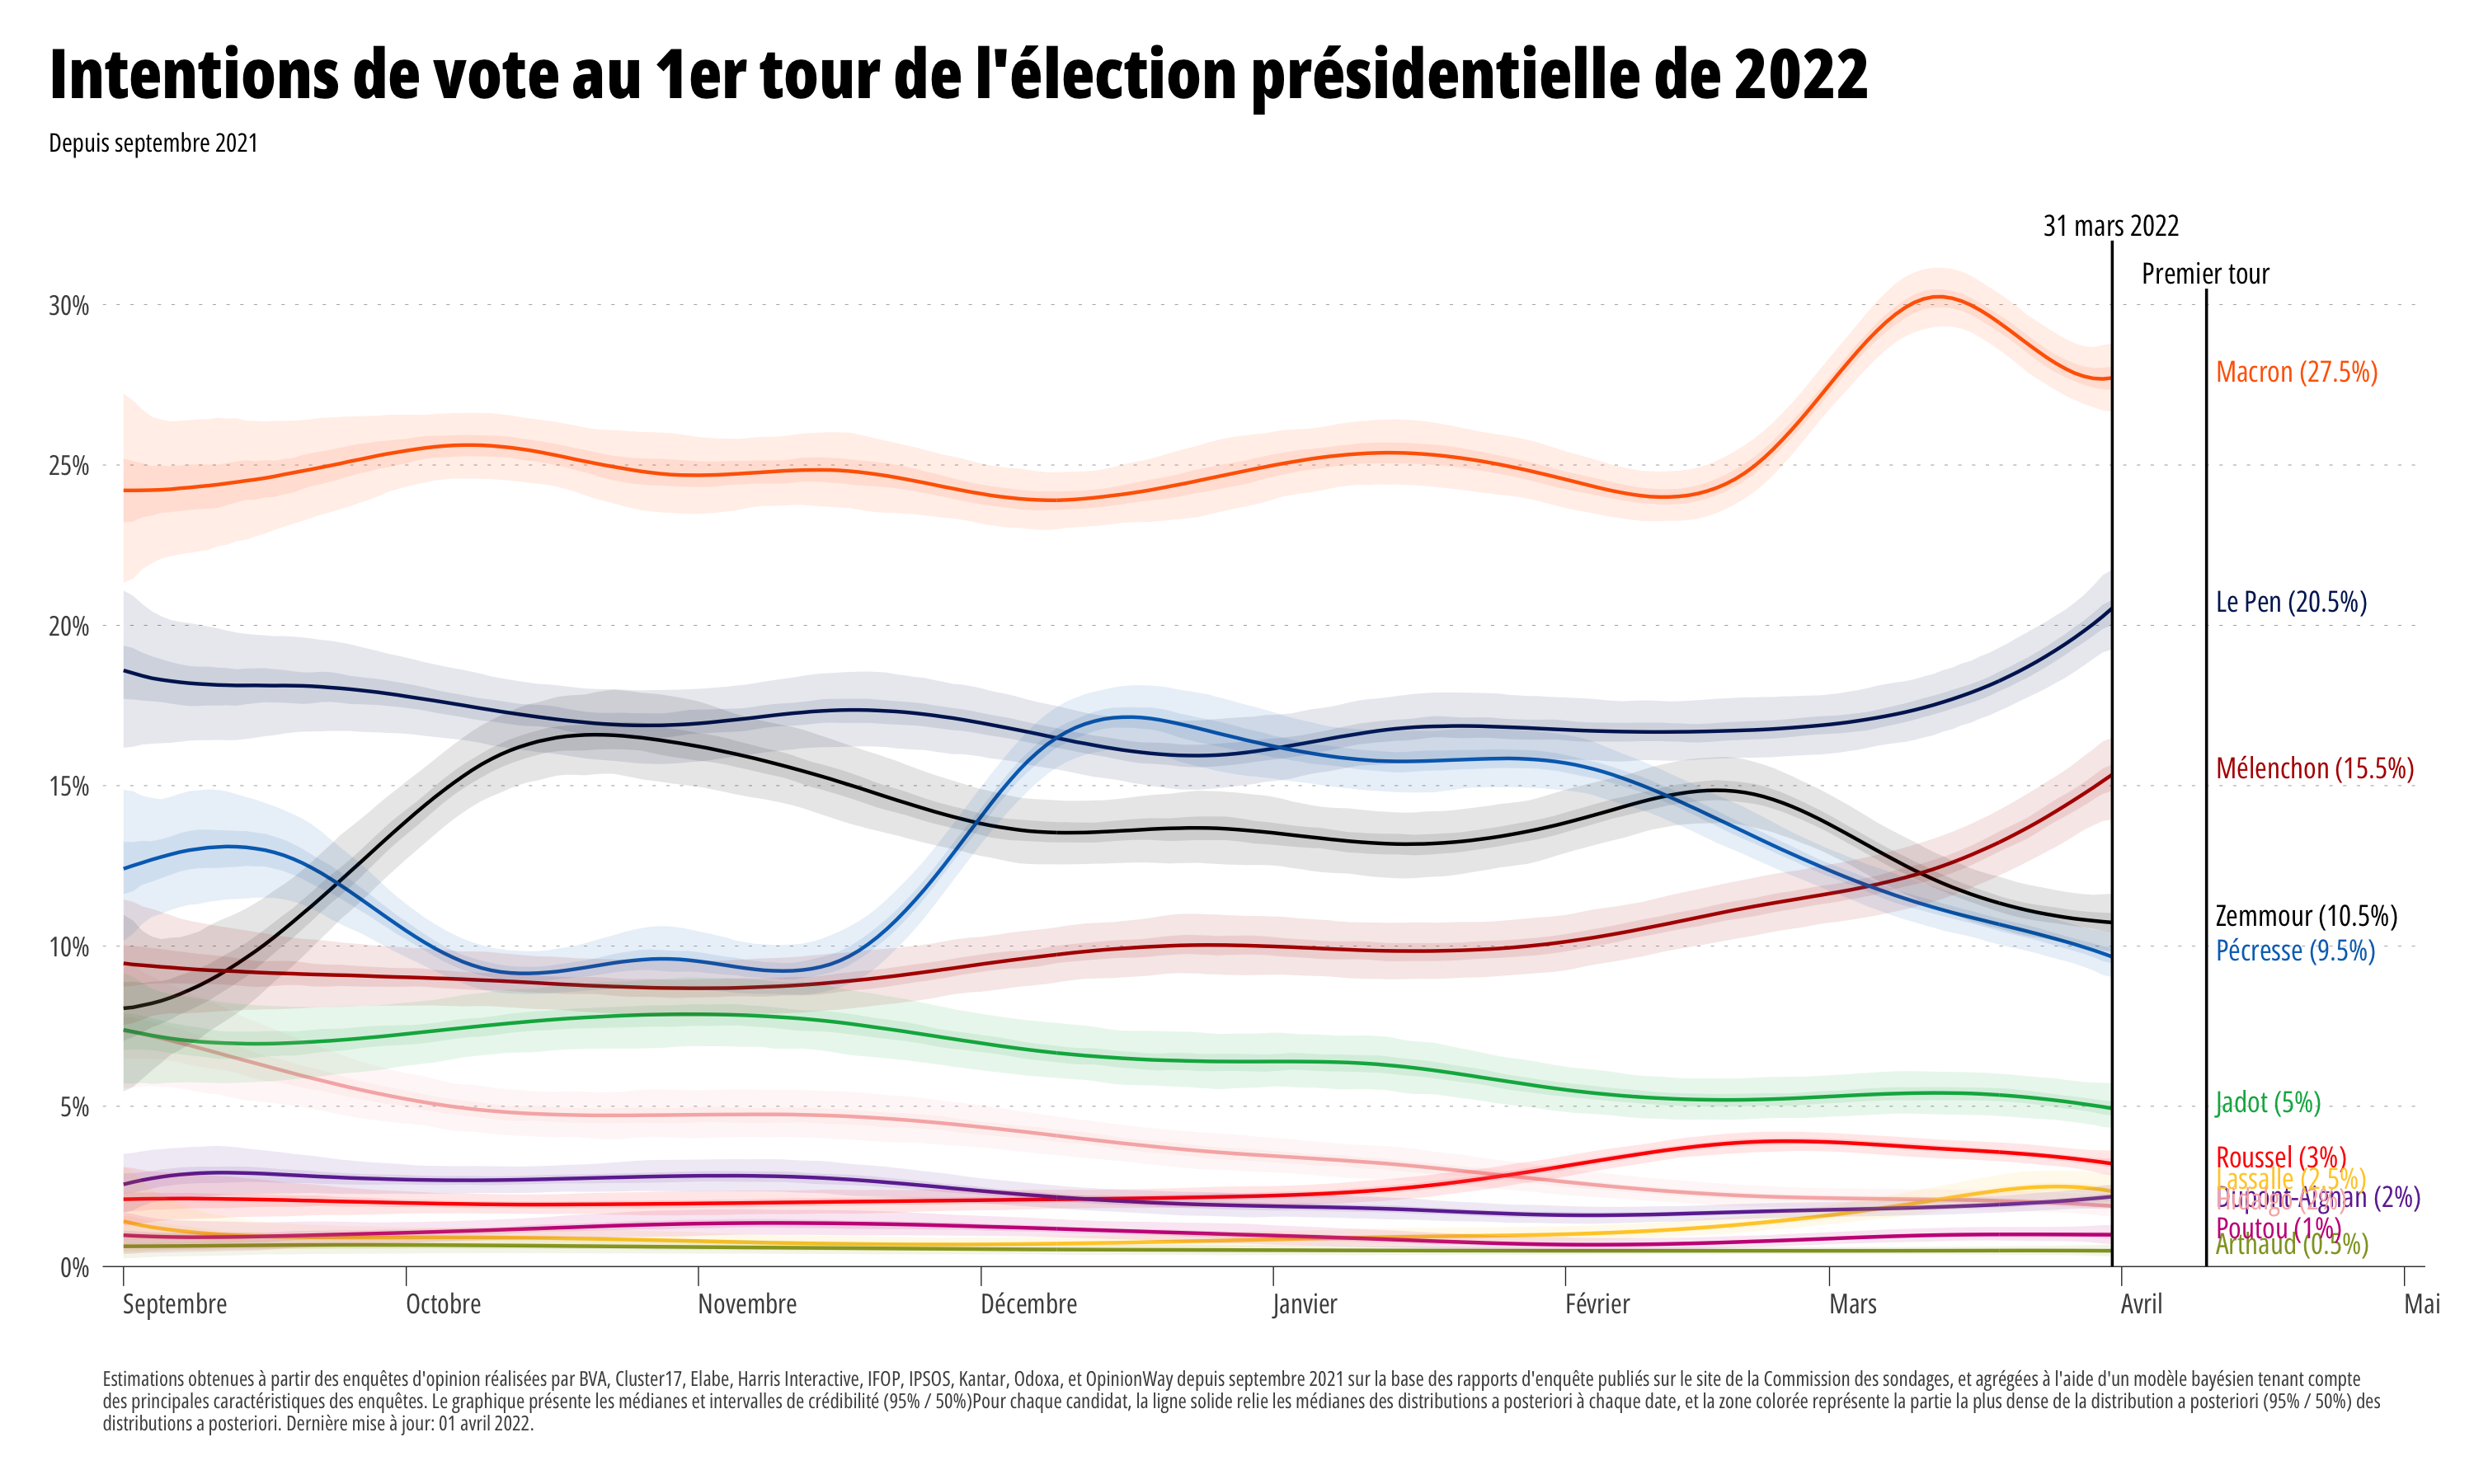 Intentions de vote au 1er tour de l'élection présidentielle de 2022
Depuis septembre 2021
31 mars 2022
Premier tour
30%
25%
20%
15%
10%
5%
0%
Macron (27.5%)
Le Pen (20.5%)
Mélenchon (15.5%)
Zemmour (10.5%)
Pécresse (9.5%)
Jadot (5%)
Roussel (3%)
Lassalle (2.5%)
Dupont-Aignan (2%)
Hidalgo (2%)
Poutou (1%)
Arthaud (0.5%)
Septembre
Octobre
Novembre
Décembre
Janvier
Février
Mars
Avril
Mai
Estimations obtenues à partir des enquêtes d'opinion réalisées par BVA, Cluster17, Elabe, Harris Interactive, IFOP, IPSOS, Kantar, Odoxa, et OpinionWay depuis septembre 2021 sur la base des rapports d'enquête publiés sur le site de la Commission des sondages, et agrégées à l'aide d'un modèle bayésien tenant compte
des principales caractéristiques des enquêtes. Le graphique présente les médianes et intervalles de crédibilité (95% / 50%)Pour chaque candidat, la ligne solide relie les médianes des distributions a posteriori à chaque date, et la zone colorée représente la partie la plus dense de la distribution a posteriori (95% / 50%) des
distributions a posteriori. Dernière mise à jour: 01 avril 2022.